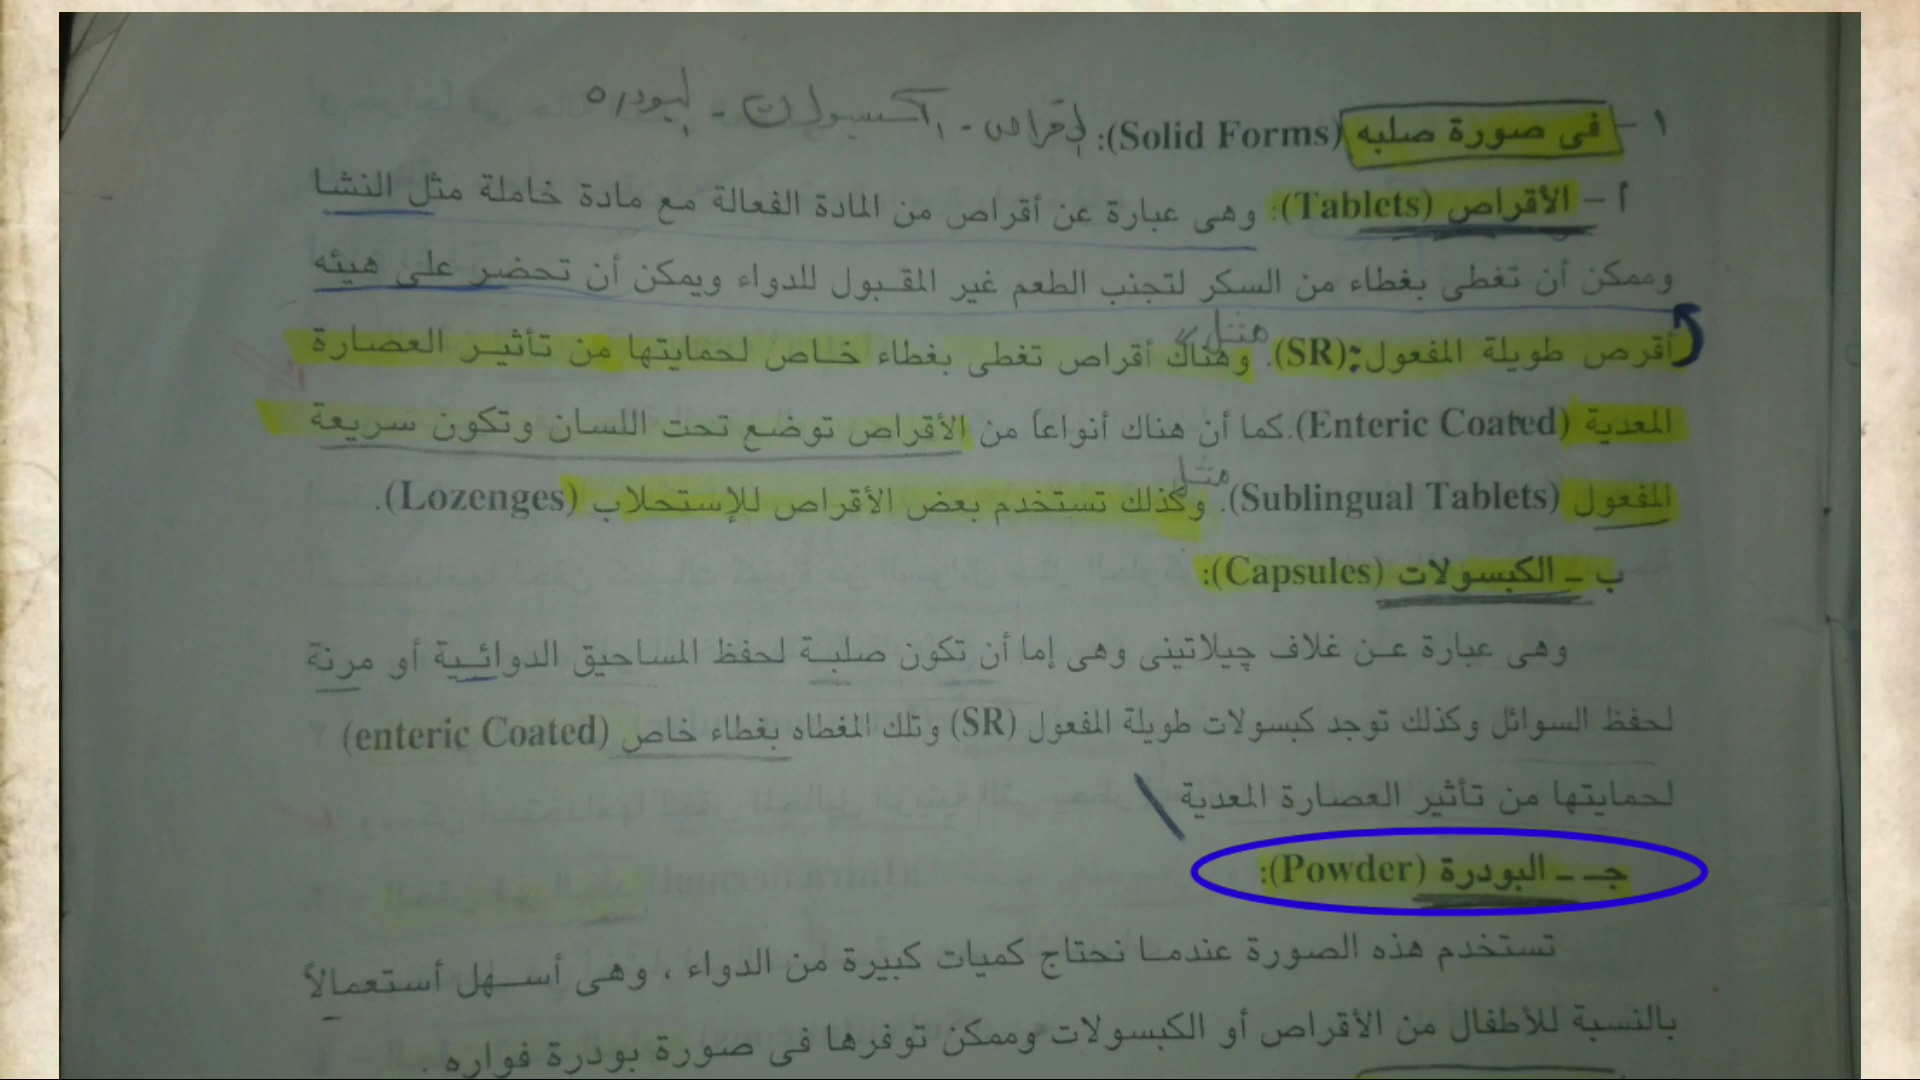 ١ - فى صورة صلبه (Solid Forms): اقراص - اكسبولات - لبودره
أ - الأقراص (Tablets): وهى عبارة عن أقراص من المادة الفعالة مع مادة خاملة مثل النشا
وممكن أن تغطى بغطاء من السكر لتجنب الطعم غير المقبول للدواء ويمكن أن تحضر على هيئه
مثل
أقرص طويلة المفعول (SR). وهناك أقراص تغطى بغطاء خاص لحمايتها من تأثير العصارة
المعدية (Enteric Coated). كما أن هناك أنواعاً من الأقراص توضع تحت اللسان وتكون سريعة
مثل
المفعول (Sublingual Tablets). وكذلك تستخدم بعض الأقراص للإستحلاب (Lozenges).
ب - الكبسولات (Capsules):
وهى عبارة عن غلاف چيلاتينى وهى إما أن تكون صلبة لحفظ المساحيق الدوائية أو مرنة
لحفظ السوائل وكذلك توجد كبسولات طويلة المفعول (SR) وتلك المغطاه بغطاء خاص (enteric Coated)
لحمايتها من تأثير العصارة المعدية
جـ - البودرة (Powder):
تستخدم هذه الصورة عندما نحتاج كميات كبيرة من الدواء ، وهى أسهل أستعمالاً
بالنسبة للأطفال من الأقراص أو الكبسولات وممكن توفرها فى صورة بودرة فواره .